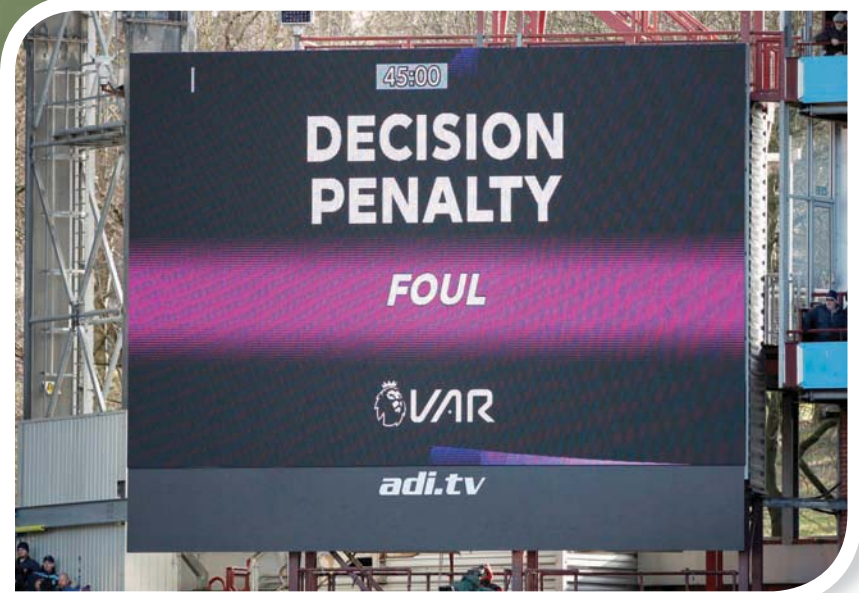 45:00
DECISION
PENALTY
FOUL
VAR
adi.tv